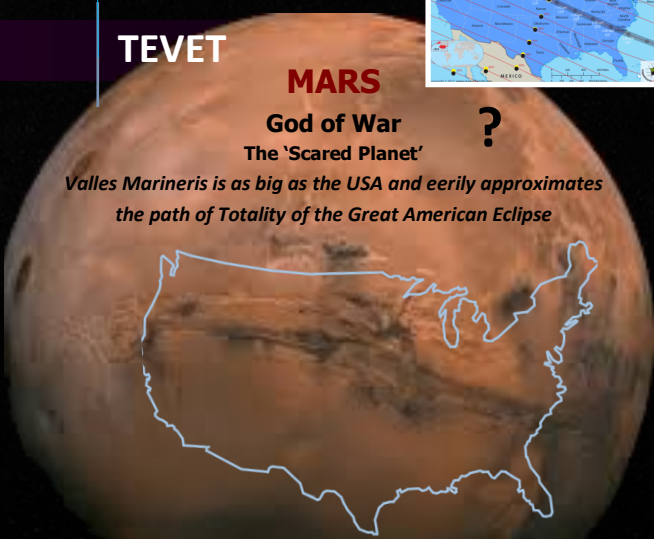 TEVET
MARS
God of War
?
The ‘Scared Planet’
Valles Marineris is as big as the USA and eerily approximates
the path of Totality of the Great American Eclipse
MEXICO